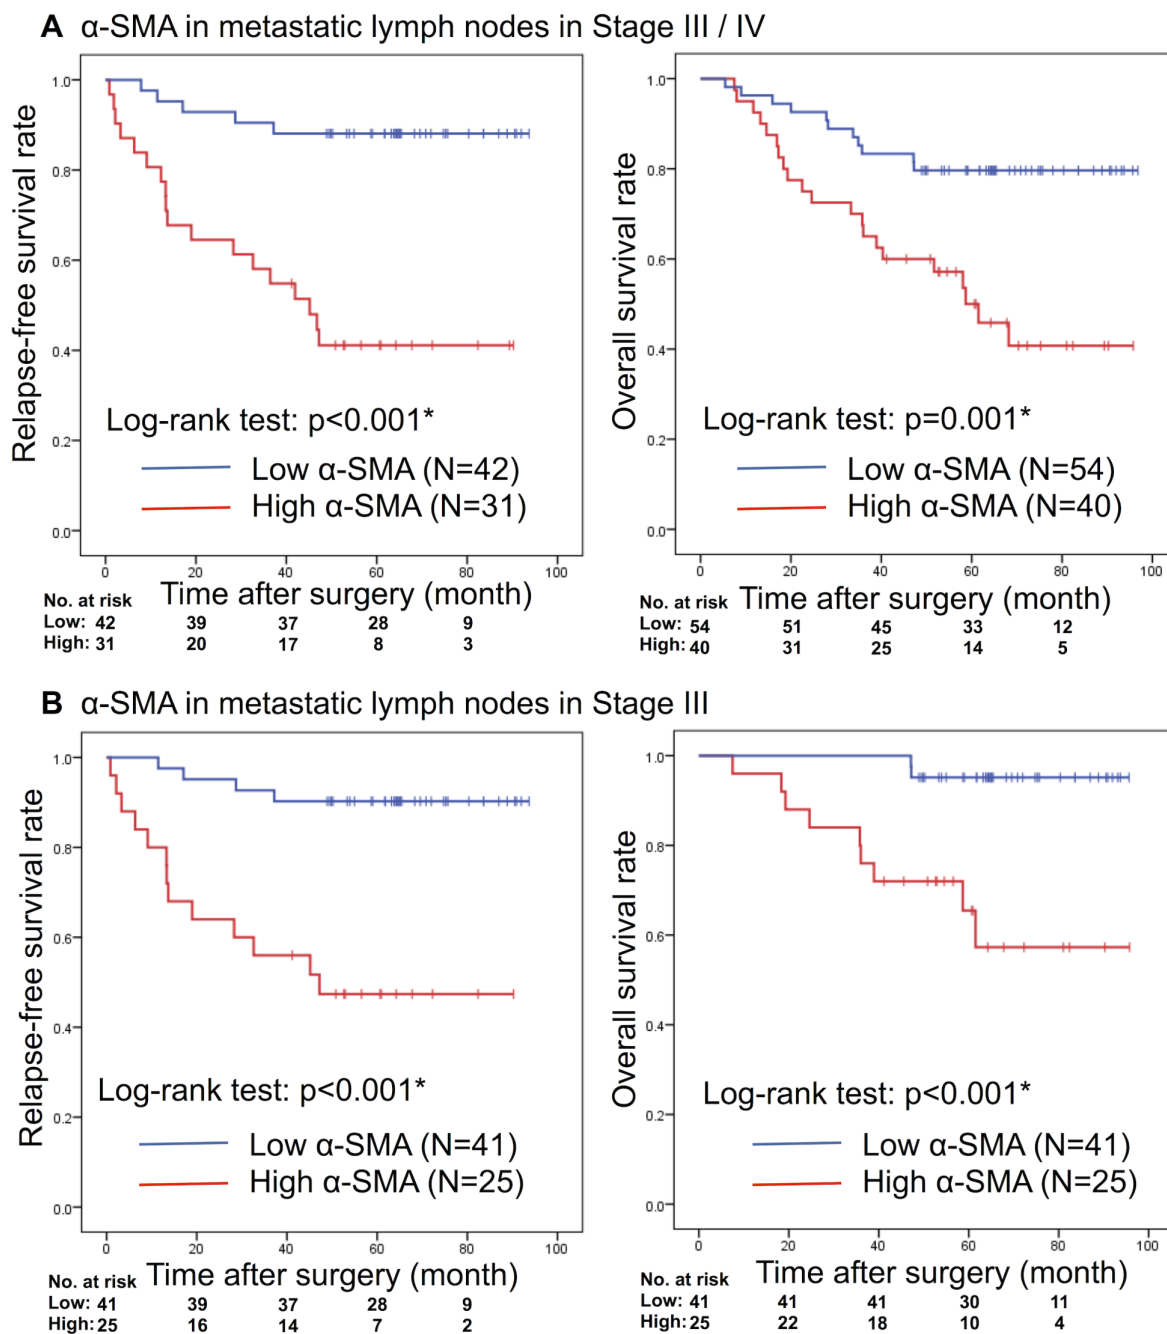 A α-SMA in metastatic lymph nodes in Stage III / IV
Relapse-free survival rate
1.0
0.8
0.6
0.4
0.2
0.0
Log-rank test: p<0.001*
Low α-SMA (N=42)
High α-SMA (N=31)
0 20 40 60 80 100
Time after surgery (month)
No. at risk
Low: 42 39 37 28 9
High: 31 20 17 8 3
Overall survival rate
1.0
0.8
0.6
0.4
0.2
0.0
Log-rank test: p=0.001*
Low α-SMA (N=54)
High α-SMA (N=40)
0 20 40 60 80 100
Time after surgery (month)
No. at risk
Low: 54 51 45 33 12
High: 40 31 25 14 5
B α-SMA in metastatic lymph nodes in Stage III
Relapse-free survival rate
1.0
0.8
0.6
0.4
0.2
0.0
Log-rank test: p<0.001*
Low α-SMA (N=41)
High α-SMA (N=25)
0 20 40 60 80 100
Time after surgery (month)
No. at risk
Low: 41 39 37 28 9
High: 25 16 14 7 2
Overall survival rate
1.0
0.8
0.6
0.4
0.2
0.0
Log-rank test: p<0.001*
Low α-SMA (N=41)
High α-SMA (N=25)
0 20 40 60 80 100
Time after surgery (month)
No. at risk
Low: 41 41 41 30 11
High: 25 22 18 10 4